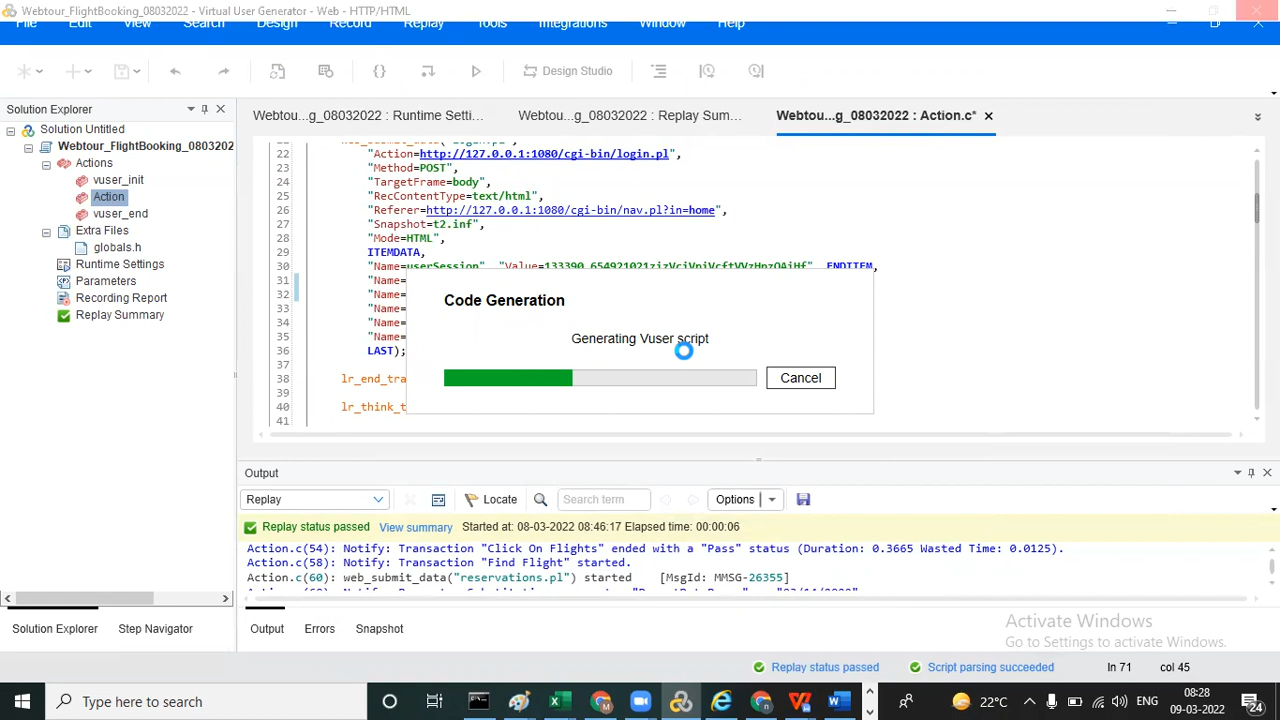 Webtour_FlightBooking_08032022 - Virtual User Generator - Web - HTTP/HTML
File Edit View Search Design Record Replay Tools Integrations Window Help
Design Studio
Solution Explorer
Webtou...g_08032022 : Runtime Setti...
Webtou...g_08032022 : Replay Sum...
Webtou...g_08032022 : Action.c*
Solution Untitled
Webtour_FlightBooking_0803202
Actions
vuser_init
Action
vuser_end
Extra Files
globals.h
Runtime Settings
Parameters
Recording Report
Replay Summary
22 "Action=http://127.0.0.1:1080/cgi-bin/login.pl",
23 "Method=POST",
24 "TargetFrame=body",
25 "RecContentType=text/html",
26 "Referer=http://127.0.0.1:1080/cgi-bin/nav.pl?in=home",
27 "Snapshot=t2.inf",
28 "Mode=HTML",
29 ITEMDATA,
30 "Name=userSession", ENDITEM,
31 "Name=
32 "Name=
33 "Name=
34 "Name=
35 "Name=
36 LAST);
37
38 lr_end_tra
39
40 lr_think_t
41
Code Generation
Generating Vuser script
Cancel
Output
Replay
Locate
Search term
Options
Replay status passed View summary Started at: 08-03-2022 08:46:17 Elapsed time: 00:00:06
Action.c(54): Notify: Transaction "Click On Flights" ended with a "Pass" status (Duration: 0.3665 Wasted Time: 0.0125).
Action.c(58): Notify: Transaction "Find Flight" started.
Action.c(60): web_submit_data("reservations.pl") started [MsgId: MMSG-26355]
Solution Explorer Step Navigator
Output Errors Snapshot
Activate Windows
Go to Settings to activate Windows.
Replay status passed Script parsing succeeded ln 71 col 45
Type here to search
22°C
ENG
08:28
09-03-2022
24